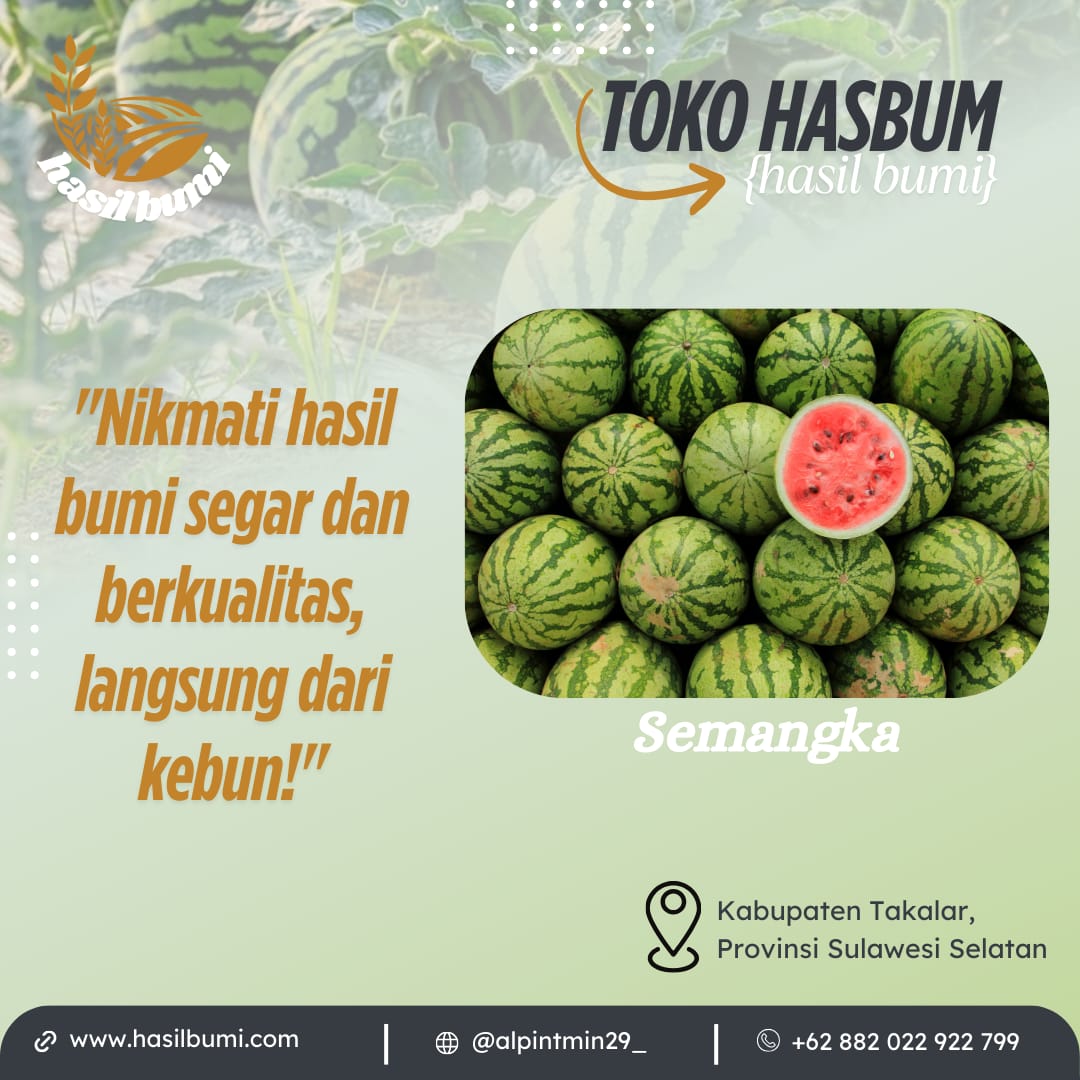 hasil bumi
TOKO HASBUM
{hasil bumi}
"Nikmati hasil
bumi segar dan
berkualitas,
langsung dari
kebun!"
Semangka
Kabupaten Takalar,
Provinsi Sulawesi Selatan
www.hasilbumi.com
@alpintmin29_
+62 882 022 922 799